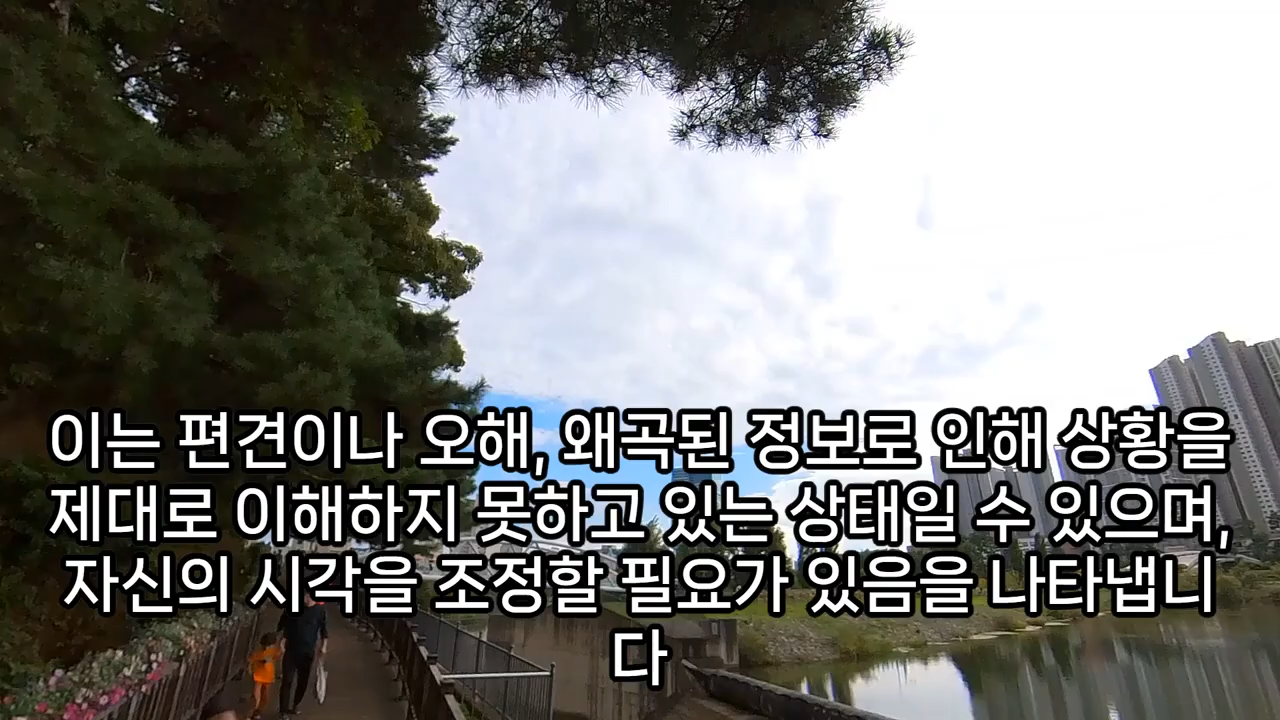 이는 편견이나 오해, 왜곡된 정보로 인해 상황을
제대로 이해하지 못하고 있는 상태일 수 있으며,
자신의 시각을 조정할 필요가 있음을 나타냅니
다